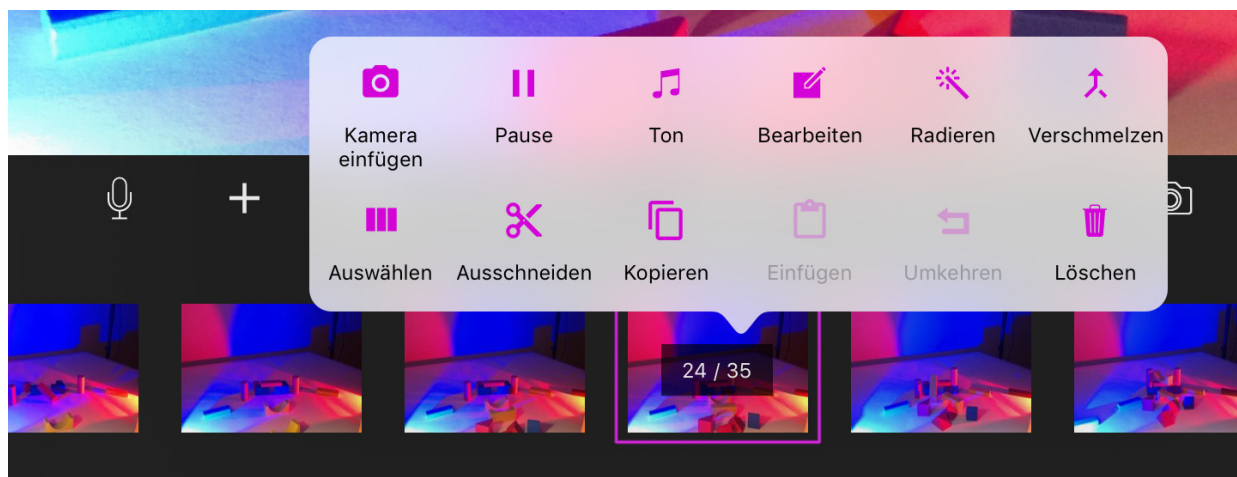 Kamera
einfügen
Pause
Ton
Bearbeiten
Radieren
Verschmelzen
Auswählen
Ausschneiden
Kopieren
Einfügen
Umkehren
Löschen
24 / 35